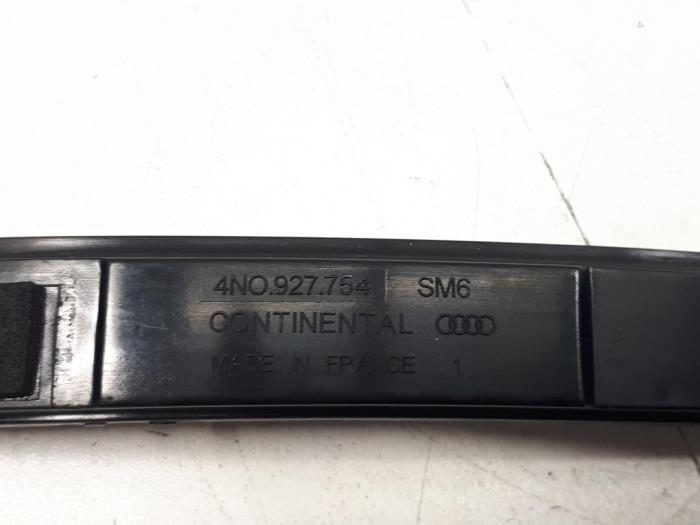 4N0.927.754 SM6
CONTINENTAL
MADE IN FRANCE 1